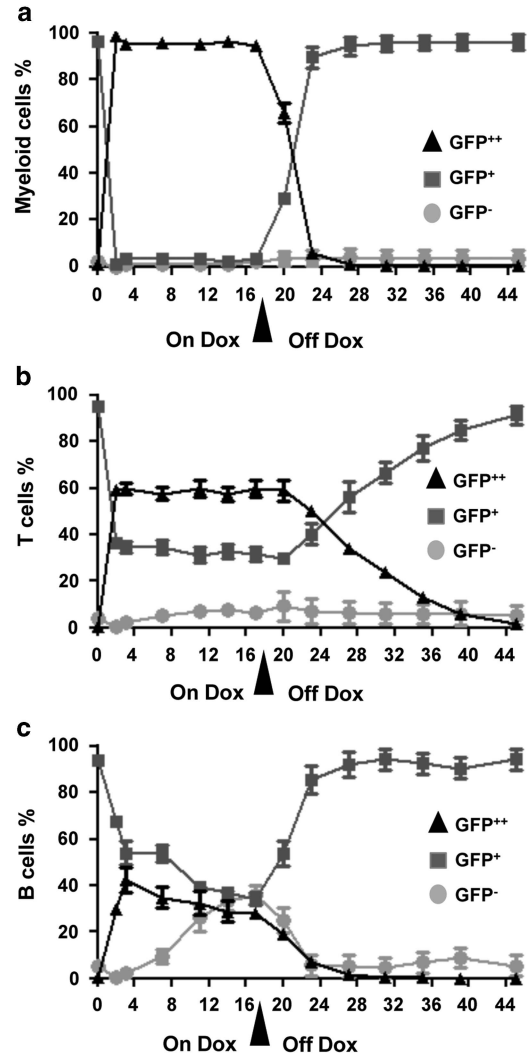 a
Myeloid cells %
100
80
60
40
20
0
GFP++
GFP+
GFP-
0 4 8 12 16 20 24 28 32 36 40 44
On Dox Off Dox
b
T cells %
100
80
60
40
20
0
GFP++
GFP+
GFP-
0 4 8 12 16 20 24 28 32 36 40 44
On Dox Off Dox
c
B cells %
100
80
60
40
20
0
GFP++
GFP+
GFP-
0 4 8 12 16 20 24 28 32 36 40 44
On Dox Off Dox